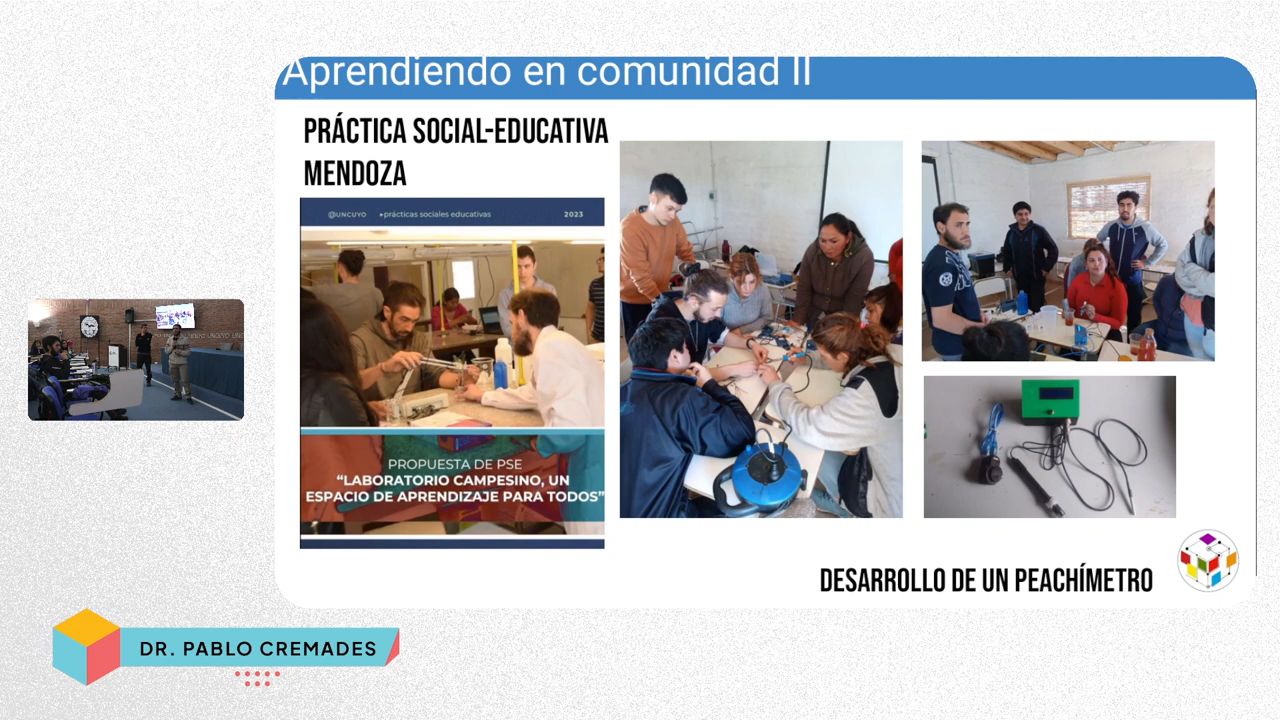 Aprendiendo en comunidad II
PRÁCTICA SOCIAL-EDUCATIVA
MENDOZA
@UNCUYO ▸prácticas sociales educativas 2023
PROPUESTA DE PSE
“LABORATORIO CAMPESINO, UN
ESPACIO DE APRENDIZAJE PARA TODOS”
DESARROLLO DE UN PEACHÍMETRO
DR. PABLO CREMADES